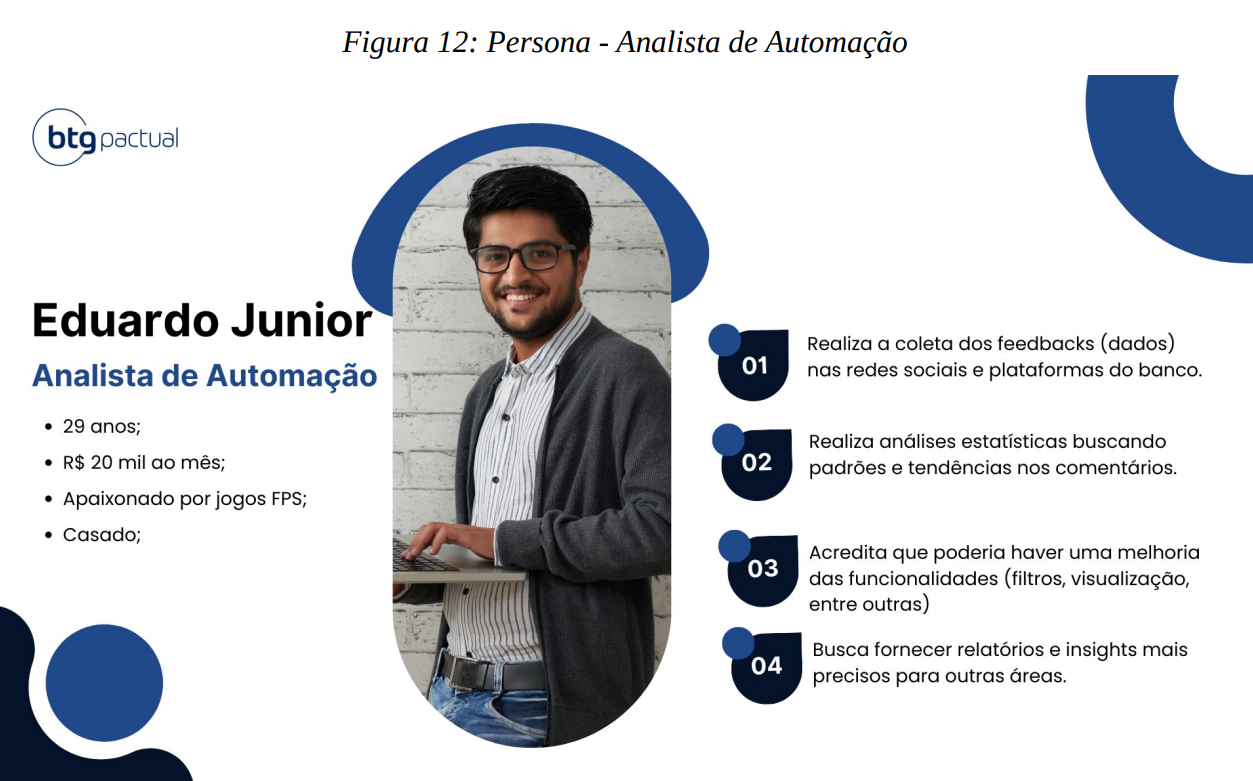 Figura 12: Persona - Analista de Automação
btg pactual
Eduardo Junior
Analista de Automação
• 29 anos;
• R$ 20 mil ao mês;
• Apaixonado por jogos FPS;
• Casado;
01
Realiza a coleta dos feedbacks (dados)
nas redes sociais e plataformas do banco.
02
Realiza análises estatísticas buscando
padrões e tendências nos comentários.
03
Acredita que poderia haver uma melhoria
das funcionalidades (filtros, visualização,
entre outras)
04
Busca fornecer relatórios e insights mais
precisos para outras áreas.